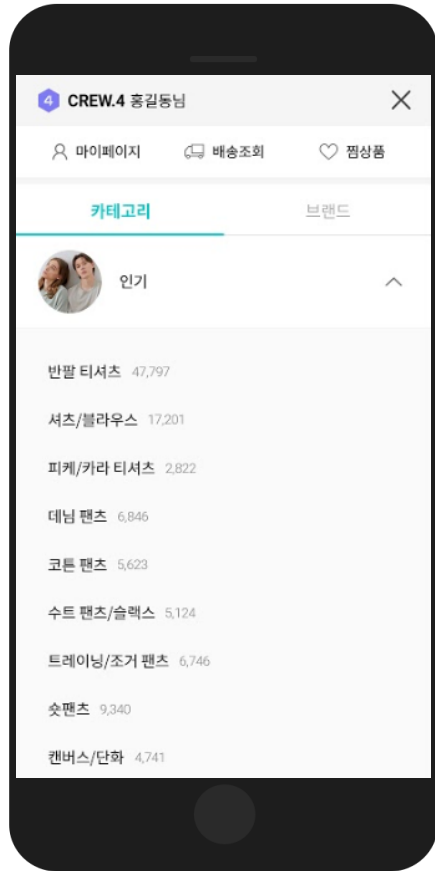 4 CREW.4 홍길동님
마이페이지 배송조회 찜상품
카테고리 브랜드
인기
반팔 티셔츠 47,797
셔츠/블라우스 17,201
피케/카라 티셔츠 2,822
데님 팬츠 6,846
코튼 팬츠 5,623
수트 팬츠/슬랙스 5,124
트레이닝/조거 팬츠 6,746
숏팬츠 9,340
캔버스/단화 4,741